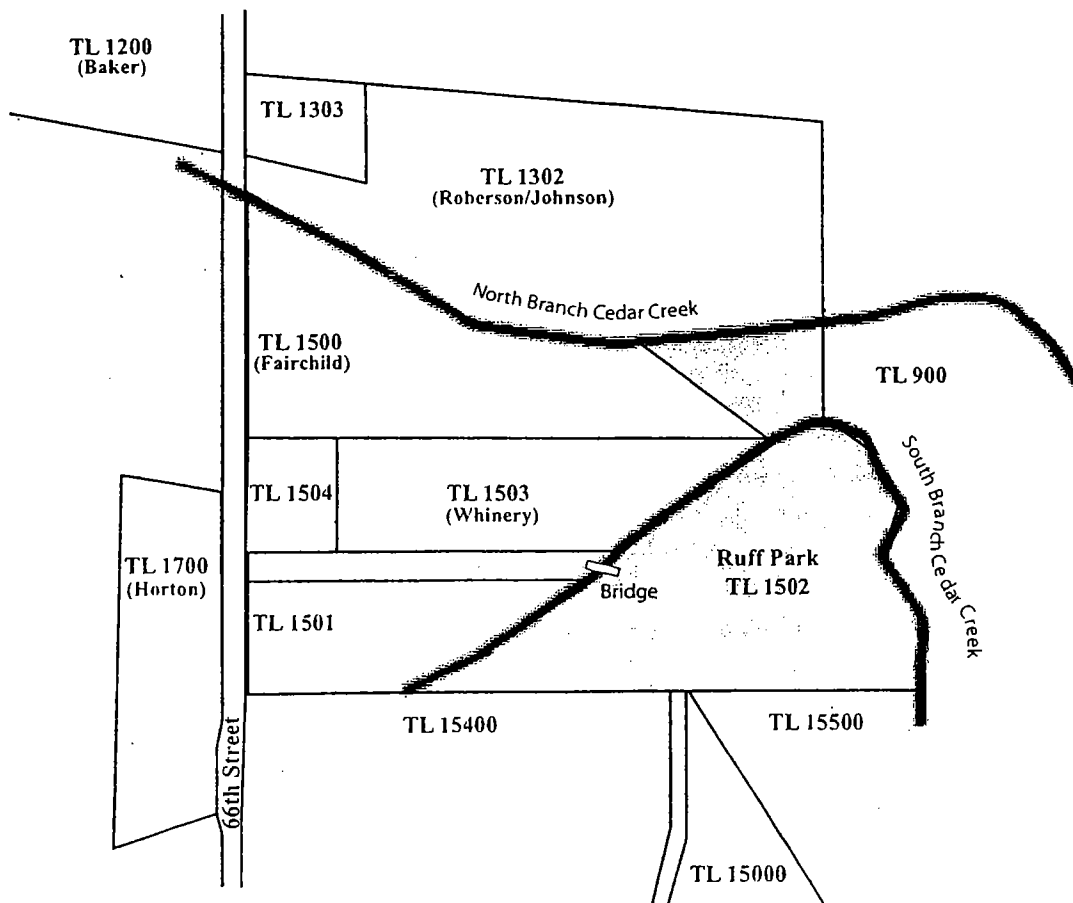 TL 1200
(Baker)
TL 1303
TL 1302
(Roberson/Johnson)
North Branch Cedar Creek
TL 1500
(Fairchild)
TL 900
TL 1504
TL 1503
(Whinery)
South Branch Cedar Creek
TL 1700
(Horton)
Ruff Park
TL 1502
Bridge
TL 1501
66th Street
TL 15400
TL 15500
TL 15000